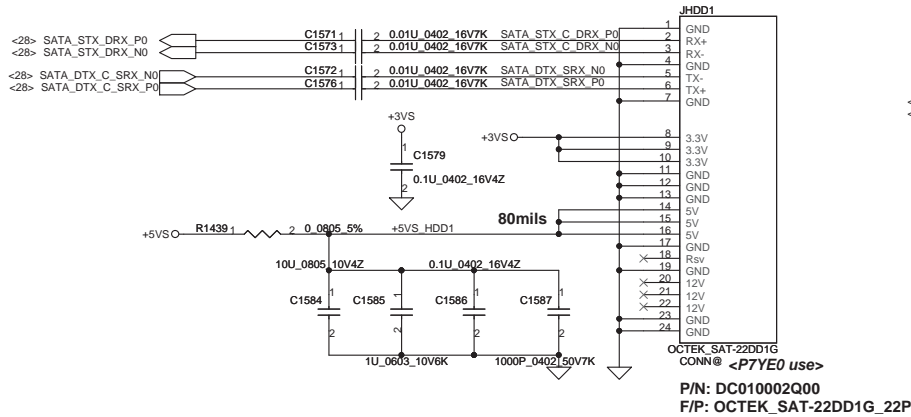 JHDD1
<28> SATA_STX_DRX_P0 C1571 1 2 0.01U_0402_16V7K SATA_STX_C_DRX_P0
<28> SATA_STX_DRX_N0 C1573 1 2 0.01U_0402_16V7K SATA_STX_C_DRX_N0
<28> SATA_DTX_C_SRX_N0 C1572 1 2 0.01U_0402_16V7K SATA_DTX_SRX_N0
<28> SATA_DTX_C_SRX_P0 C1576 1 2 0.01U_0402_16V7K SATA_DTX_SRX_P0
1 GND
2 RX+
3 RX-
4 GND
5 TX-
6 TX+
7 GND
8 3.3V
9 3.3V
10 3.3V
11 GND
12 GND
13 GND
14 5V
15 5V
16 5V
17 GND
18 Rsv
19 GND
20 12V
21 12V
22 12V
23 GND
24 GND
+3VS
1
C1579
0.1U_0402_16V4Z
2
+3VS
80mils
+5VS R1439 1 2 0_0805_5% +5VS_HDD1
10U_0805_10V4Z 0.1U_0402_16V4Z
1 1 1 1
C1584 C1585 C1586 C1587
2 2 2 2
1U_0603_10V6K 1000P_0402_50V7K
OCTEK_SAT-22DD1G
CONN@ <P7YE0 use>
P/N: DC010002Q00
F/P: OCTEK_SAT-22DD1G_22P
<
<